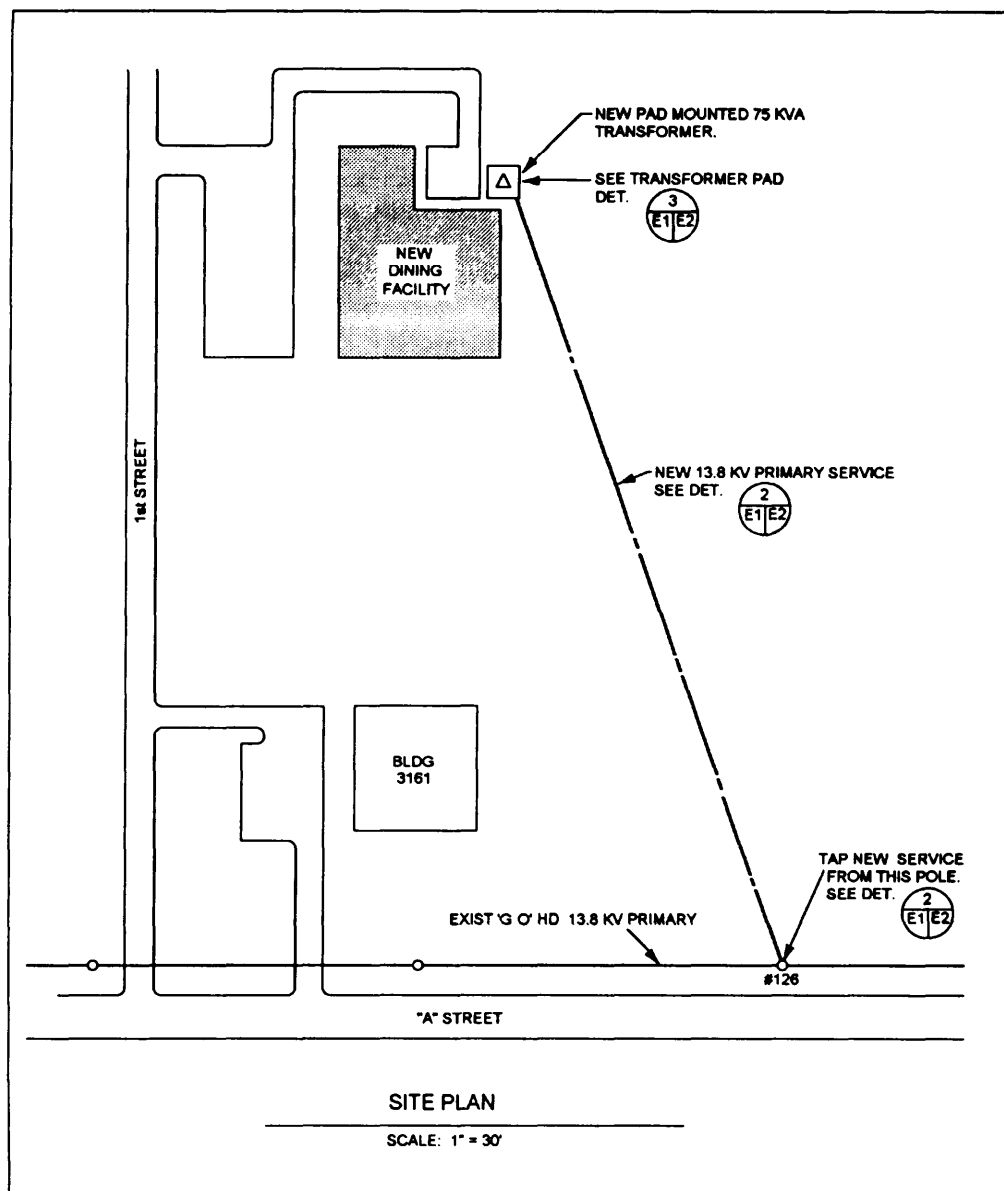 NEW PAD MOUNTED 75 KVA
TRANSFORMER.
SEE TRANSFORMER PAD
DET.
3
E1 E2
NEW
DINING
FACILITY
1st STREET
NEW 13.8 KV PRIMARY SERVICE
SEE DET.
2
E1 E2
BLDG
3161
TAP NEW SERVICE
FROM THIS POLE.
SEE DET.
2
E1 E2
EXIST 'G O' HD 13.8 KV PRIMARY
#126
"A" STREET
SITE PLAN
SCALE: 1" = 30'